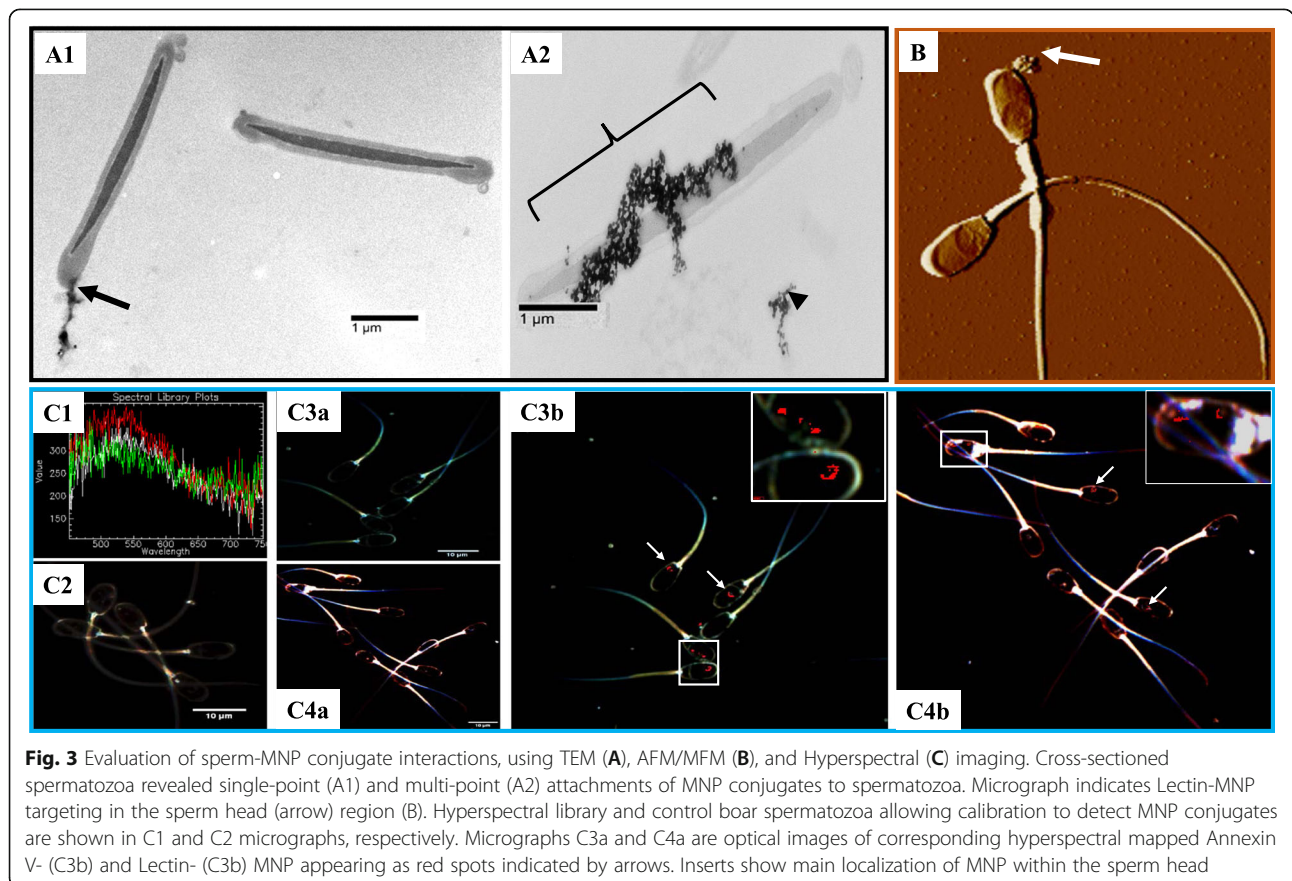 A1
A2
B
1 µm
1 µm
C1
Spectral Library Plots
Value
300
250
200
150
500
550
600
650
700
75
Wavelength
C2
10 µm
C3a
10 µm
C4a
10 µm
C3b
C4b
Fig. 3 Evaluation of sperm-MNP conjugate interactions, using TEM (A), AFM/MFM (B), and Hyperspectral (C) imaging. Cross-sectioned
spermatozoa revealed single-point (A1) and multi-point (A2) attachments of MNP conjugates to spermatozoa. Micrograph indicates Lectin-MNP
targeting in the sperm head (arrow) region (B). Hyperspectral library and control boar spermatozoa allowing calibration to detect MNP conjugates
are shown in C1 and C2 micrographs, respectively. Micrographs C3a and C4a are optical images of corresponding hyperspectral mapped Annexin
V- (C3b) and Lectin- (C3b) MNP appearing as red spots indicated by arrows. Inserts show main localization of MNP within the sperm head